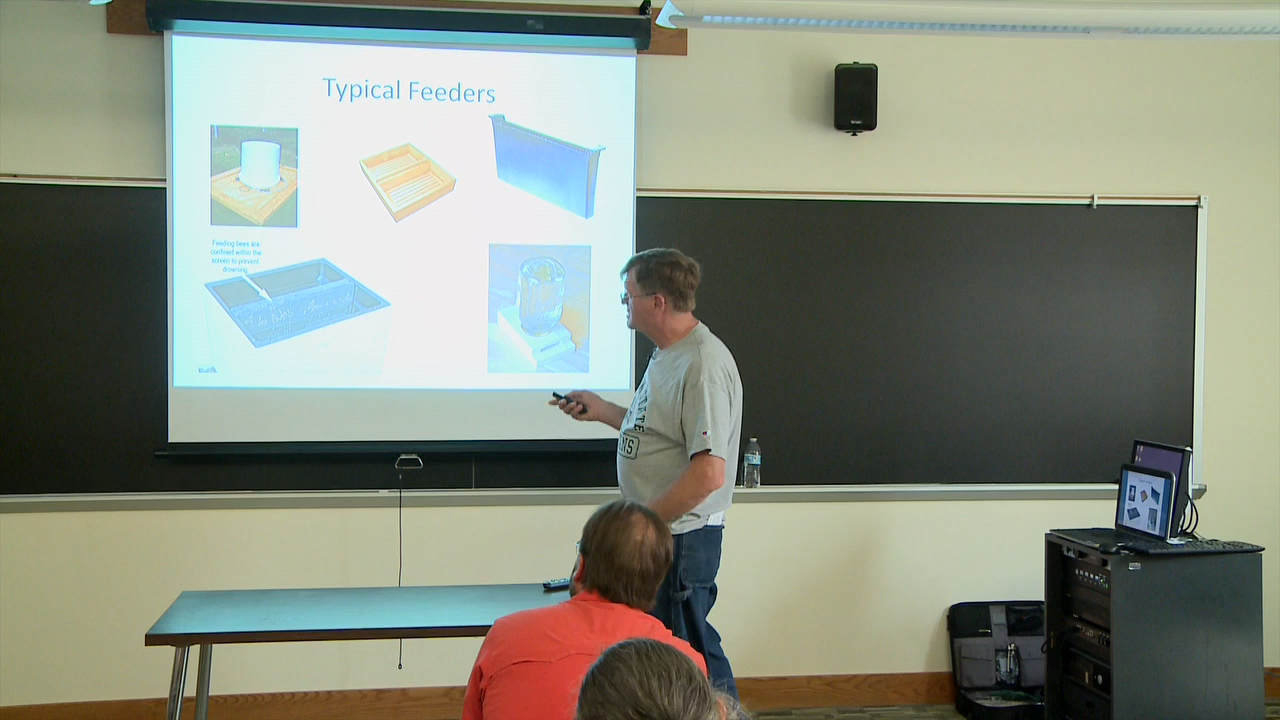 Typical Feeders
Feeding bees are
confined within the
screen to prevent
drowning